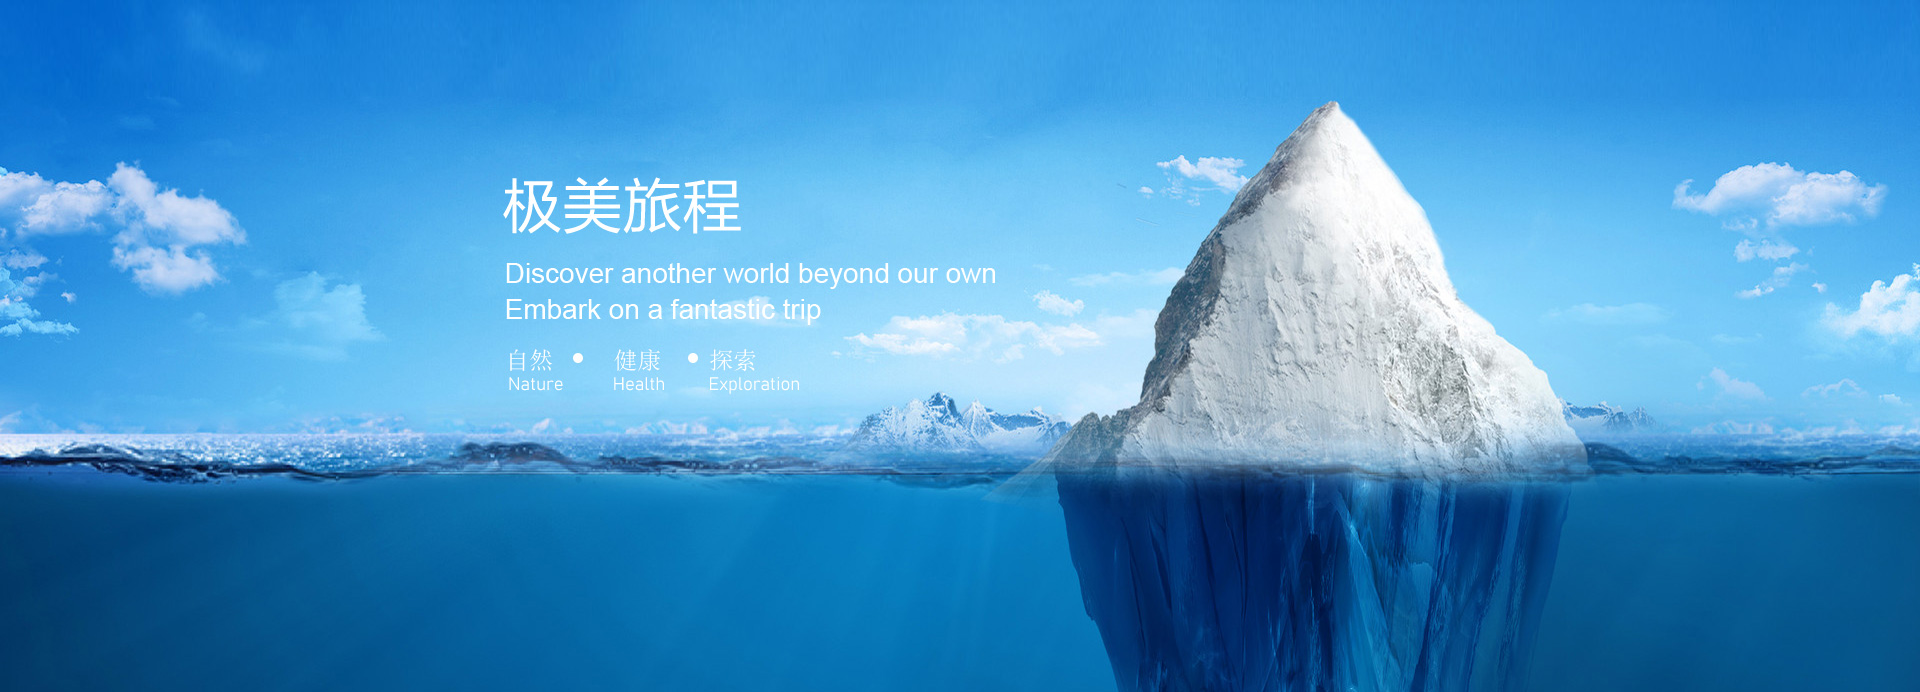 极美旅程
Discover another world beyond our own
Embark on a fantastic trip
自然 • 健康 • 探索
Nature Health Exploration